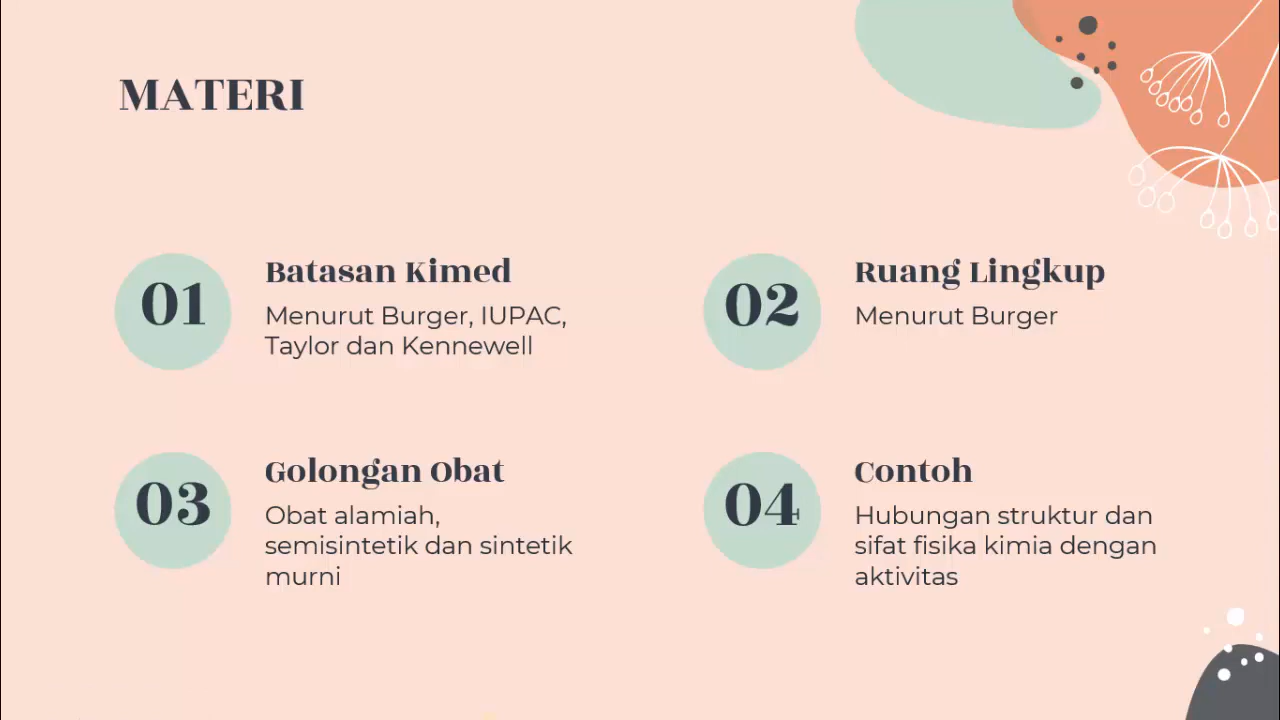 MATERI
01
Batasan Kimed
Menurut Burger, IUPAC,
Taylor dan Kennewell
02
Ruang Lingkup
Menurut Burger
03
Golongan Obat
Obat alamiah,
semisintetik dan sintetik
murni
04
Contoh
Hubungan struktur dan
sifat fisika kimia dengan
aktivitas